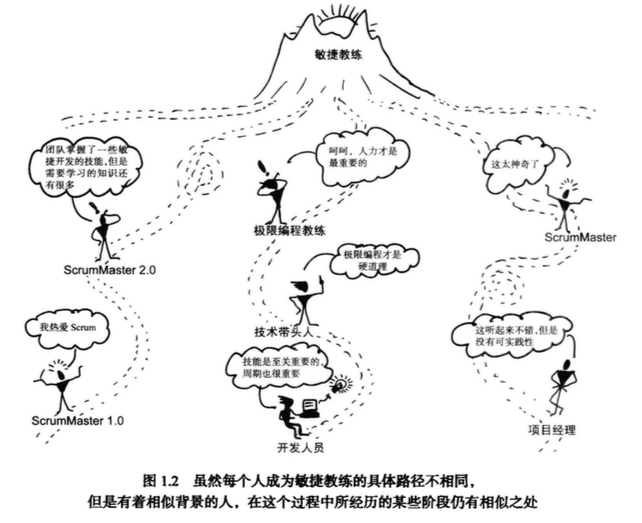 敏捷教练
团队掌握了一些敏
捷开发的技能,但是
需要学习的知识还
有很多
ScrumMaster 2.0
呵呵,人力才是
最重要的
极限编程教练
这太神奇了
ScrumMaster
极限编程才是
硬道理
技术带头人
我热爱 Scrum
ScrumMaster 1.0
技能是至关重要的,
周期也很重要
开发人员
这听起来不错,但是
没有可实践性
项目经理
图 1.2 虽然每个人成为敏捷教练的具体路径不相同,
但是有着相似背景的人,在这个过程中所经历的某些阶段仍有相似之处